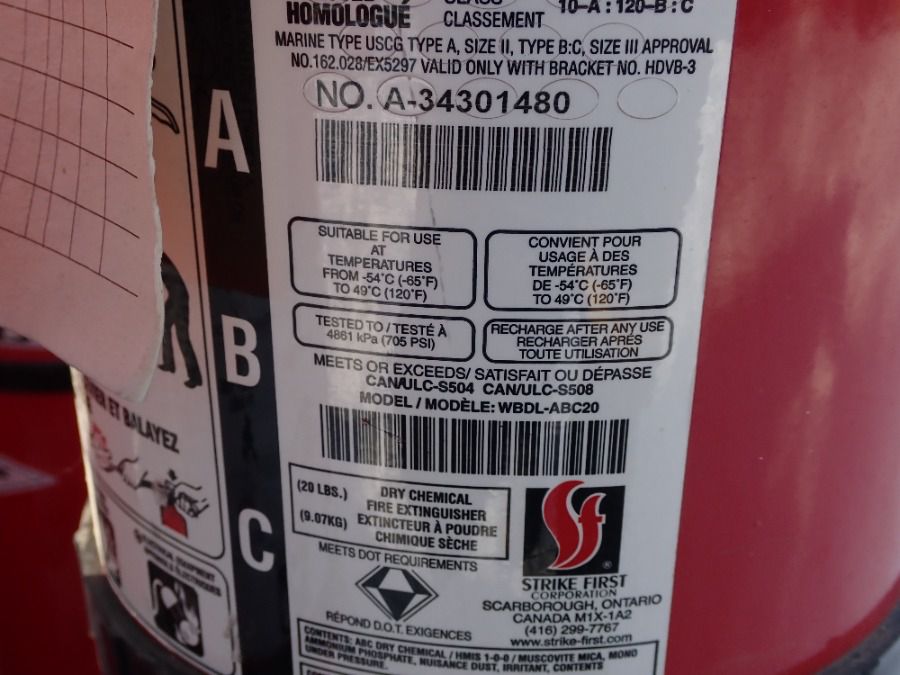 HOMOLOGUÉ
CLASSEMENT
10-A : 120-B : C
MARINE TYPE USCG TYPE A, SIZE II, TYPE B:C, SIZE III APPROVAL
NO.162.028/EX5297 VALID ONLY WITH BRACKET NO. HDVB-3
NO. A-34301480
A
SUITABLE FOR USE
AT
TEMPERATURES
FROM -54°C (-65°F)
TO 49°C (120°F)
CONVIENT POUR
USAGE À DES
TEMPÉRATURES
DE -54°C (-65°F)
TO 49°C (120°F)
B
TESTED TO / TESTÉ À
4861 kPa (705 PSI)
RECHARGE AFTER ANY USE
RECHARGER APRÉS
TOUTE UTILISATION
MEETS OR EXCEEDS/ SATISFAIT OU DÉPASSE
CAN/ULC-S504 CAN/ULC-S508
MODEL / MODÈLE: WBDL-ABC20
ET BALAYEZ
C
(20 LBS.)
(9.07KG)
DRY CHEMICAL
FIRE EXTINGUISHER
EXTINCTEUR À POUDRE
CHIMIQUE SÈCHE
MEETS DOT REQUIREMENTS
RÉPOND D.O.T. EXIGENCES
Sf
®
STRIKE FIRST
CORPORATION
SCARBOROUGH, ONTARIO
CANADA M1X-1A2
(416) 299-7767
www.strike-first.com
EQUIPMENT
CONTENTS: ABC DRY CHEMICAL / HMIS 1-0-0 / MUSCOVITE MICA, MONO
AMMONIUM PHOSPHATE, NUISANCE DUST, IRRITANT, CONTENTS
UNDER PRESSURE.